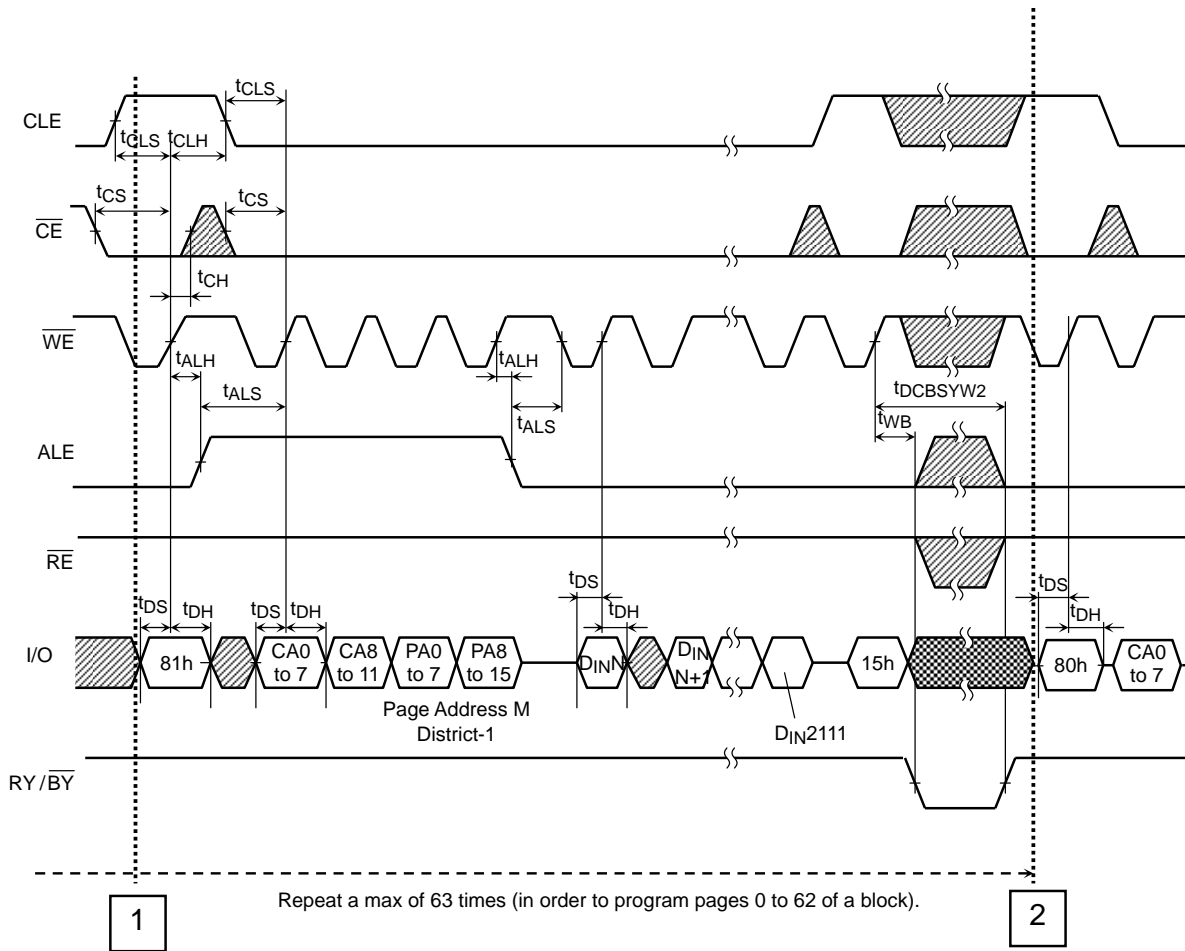 CLE
tCLS
tCLS
tCLH
CE
tCS
tCS
tCH
WE
tALH
tALS
tALH
tALS
tDCBSYW2
tWB
ALE
RE
tDS
tDH
tDS
tDH
tDS
tDH
tDS
tDH
I/O
81h
CA0 to 7
CA8 to 11
PA0 to 7
PA8 to 15
DINN
DIN N+1
15h
80h
CA0 to 7
Page Address M
District-1
DIN2111
RY/BY
Repeat a max of 63 times (in order to program pages 0 to 62 of a block).
1
2